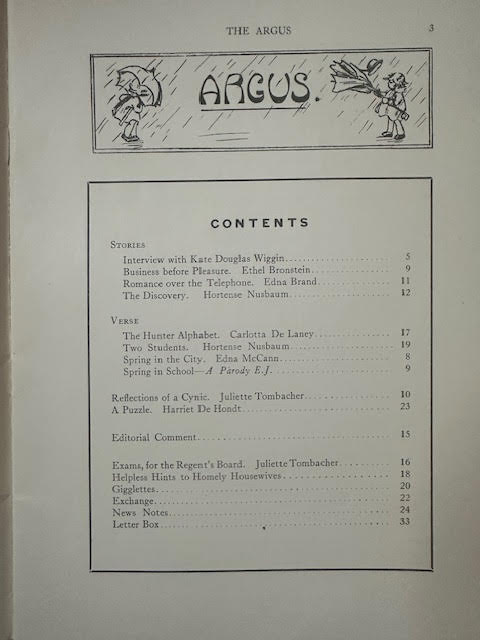 THE ARGUS 3
ARGUS.
CONTENTS
STORIES
Interview with Kate Douglas Wiggin 5
Business before Pleasure. Ethel Bronstein 9
Romance over the Telephone. Edna Brand 11
The Discovery. Hortense Nusbaum 12
VERSE
The Hunter Alphabet. Carlotta De Laney 17
Two Students. Hortense Nusbaum 19
Spring in the City. Edna McCann 8
Spring in School—A Parody E.J. 9
Reflections of a Cynic. Juliette Tombacher 10
A Puzzle. Harriet De Hondt 23
Editorial Comment 15
Exams, for the Regent's Board. Juliette Tombacher 16
Helpless Hints to Homely Housewives 18
Gigglettes 20
Exchange 22
News Notes 24
Letter Box 33